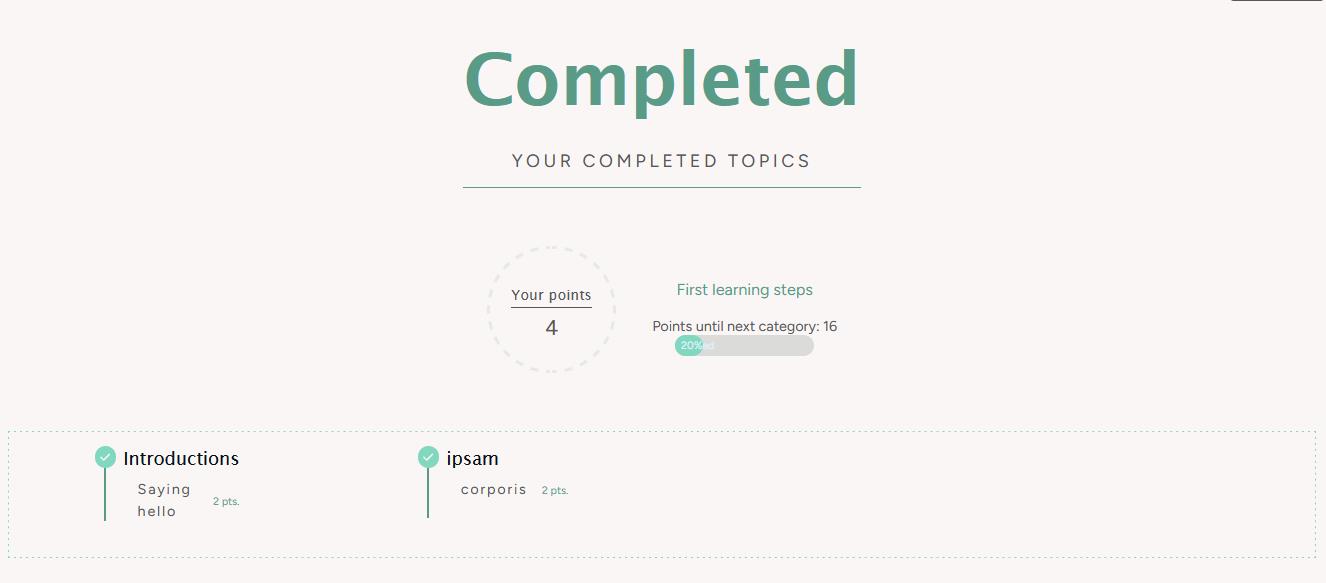 Completed
YOUR COMPLETED TOPICS
Your points
4
First learning steps
Points until next category: 16
20%
Introductions
Saying
hello
2 pts.
ipsam
corporis 2 pts.